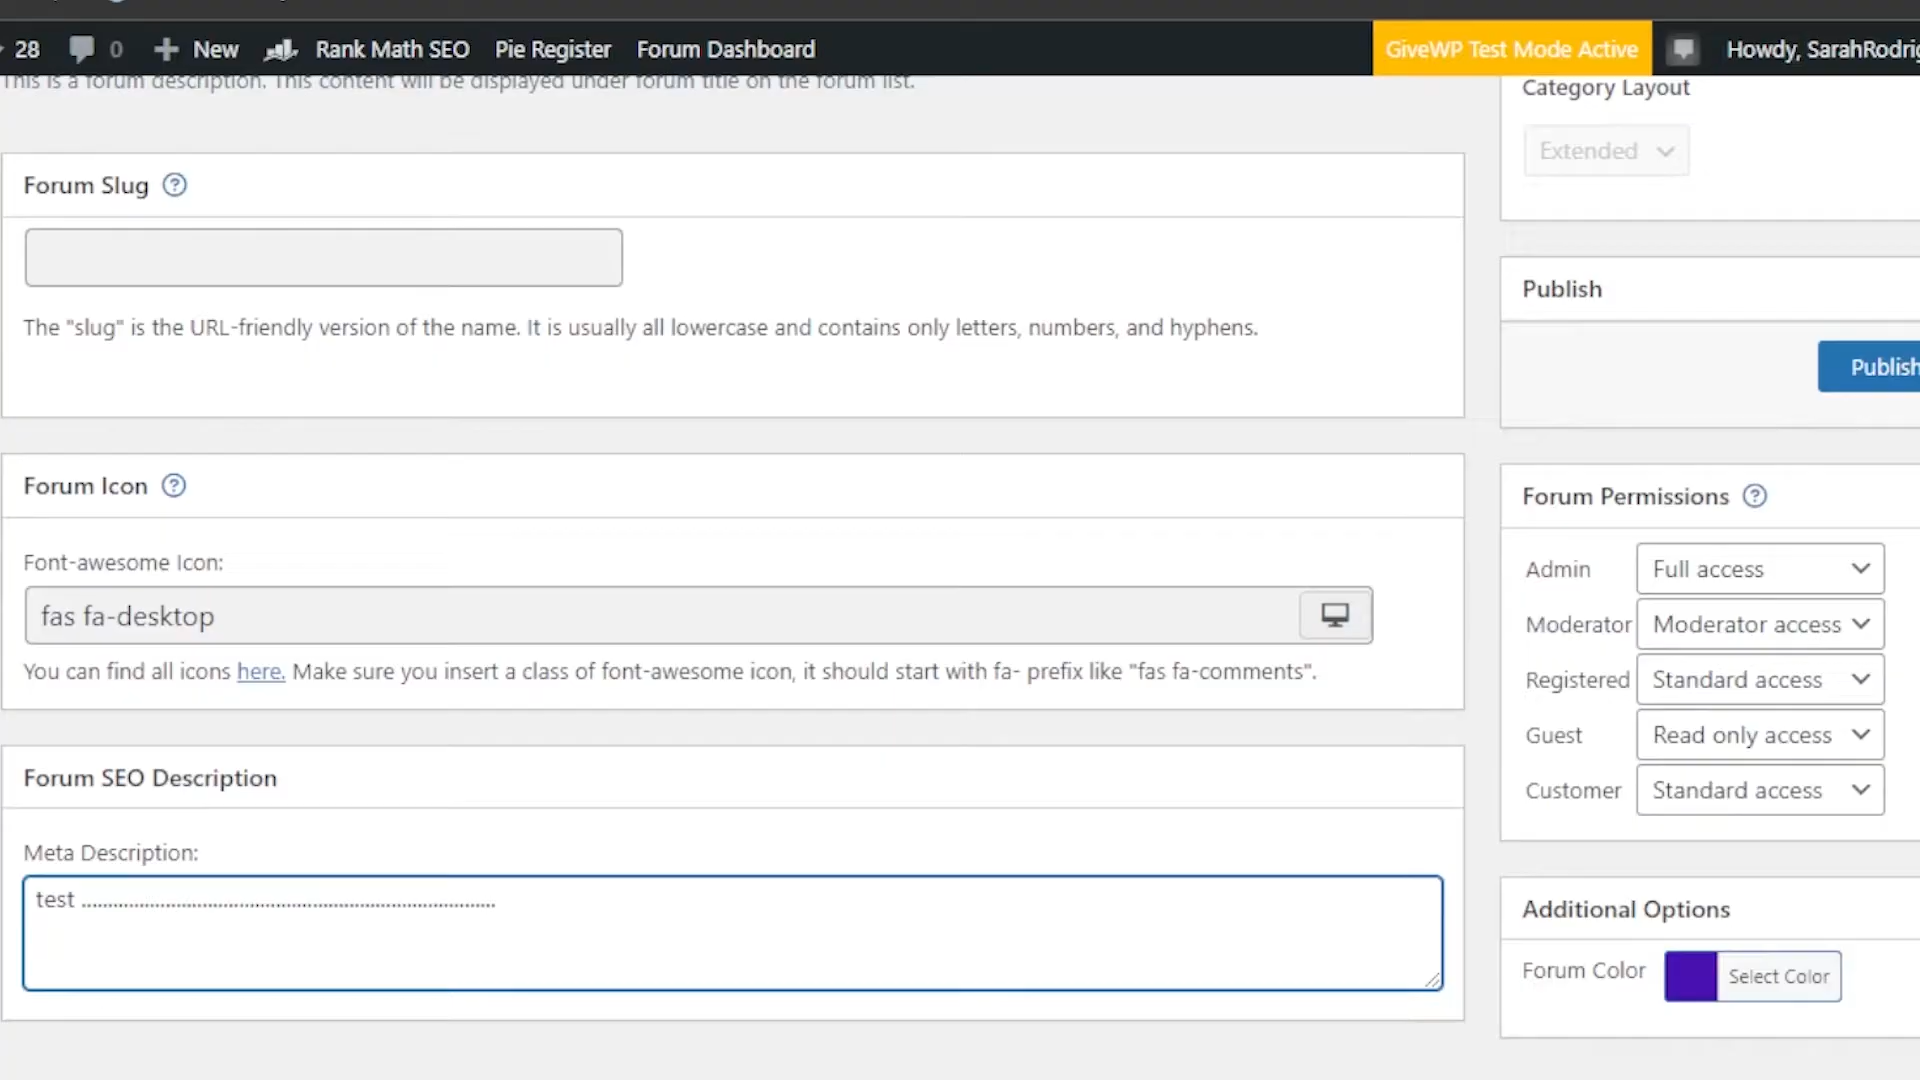 28 0 New Rank Math SEO Pie Register Forum Dashboard GiveWP Test Mode Active Howdy, SarahRodrig
This is a forum description. This content will be displayed under forum title on the forum list.
Forum Slug
The "slug" is the URL-friendly version of the name. It is usually all lowercase and contains only letters, numbers, and hyphens.
Forum Icon
Font-awesome Icon:
fas fa-desktop
You can find all icons here. Make sure you insert a class of font-awesome icon, it should start with fa- prefix like "fas fa-comments".
Forum SEO Description
Meta Description:
test ................................................................................
Category Layout
Extended
Publish
Publish
Forum Permissions
Admin Full access
Moderator Moderator access
Registered Standard access
Guest Read only access
Customer Standard access
Additional Options
Forum Color Select Color